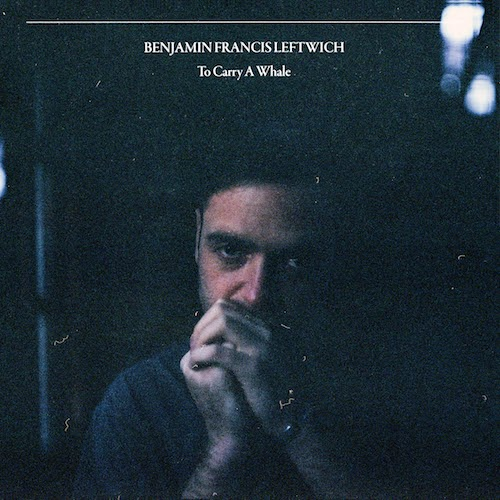 BENJAMIN FRANCIS LEFTWICH
To Carry A Whale